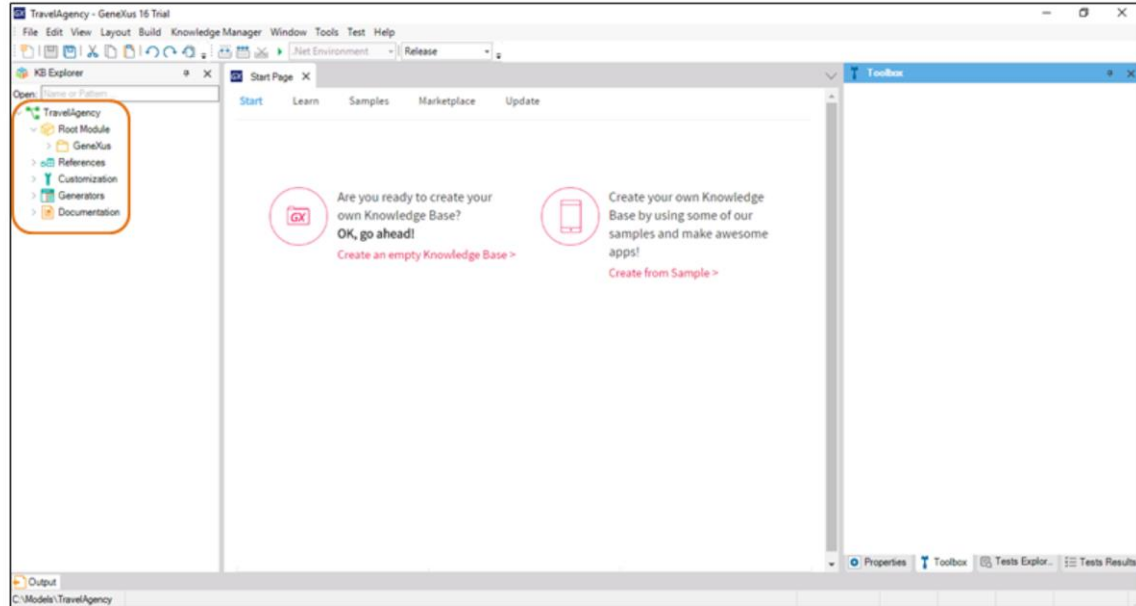 TravelAgency - GeneXus 16 Trial
File Edit View Layout Build Knowledge Manager Window Tools Test Help
.Net Environment Release
KB Explorer
Open: Name or Pattern
TravelAgency
Root Module
GeneXus
References
Customization
Generators
Documentation
GX Start Page X
Start Learn Samples Marketplace Update
GX
Are you ready to create your
own Knowledge Base?
OK, go ahead!
Create an empty Knowledge Base >
Create your own Knowledge
Base by using some of our
samples and make awesome
apps!
Create from Sample >
Toolbox
Properties Toolbox Tests Explor... Tests Results
Output
C:\Models\TravelAgency